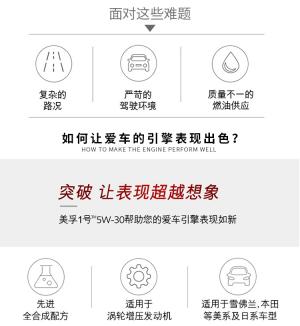 面对这些难题
复杂的
路况
严苛的
驾驶环境
质量不一的
燃油供应
如何让爱车的引擎表现出色?
HOW TO MAKE THE ENGINE PERFORM WELL
突破 让表现超越想象
美孚1号™5W-30帮助您的爱车引擎表现如新
先进
全合成配方
适用于
涡轮增压发动机
适用于雪佛兰、本田
等美系及日系车型